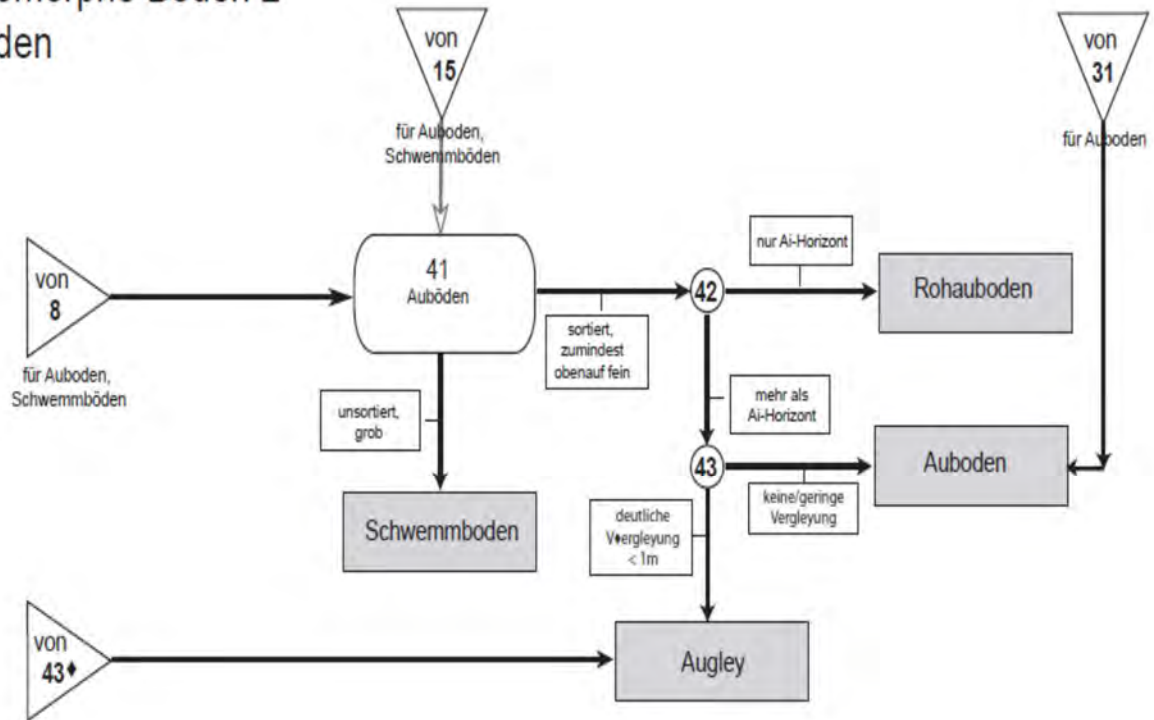 den
von
15
von
31
für Auboden,
Schwemmböden
für Auboden
von
8
für Auboden,
Schwemmböden
41
Auböden
nur Ai-Horizont
42
Rohauboden
sortiert,
zumindest
obenauf fein
unsortiert,
grob
mehr als
Ai-Horizont
43
Auboden
keine/geringe
Vergleyung
Schwemmboden
deutliche
V♦ergleyung
< 1m
von
43♦
Augley